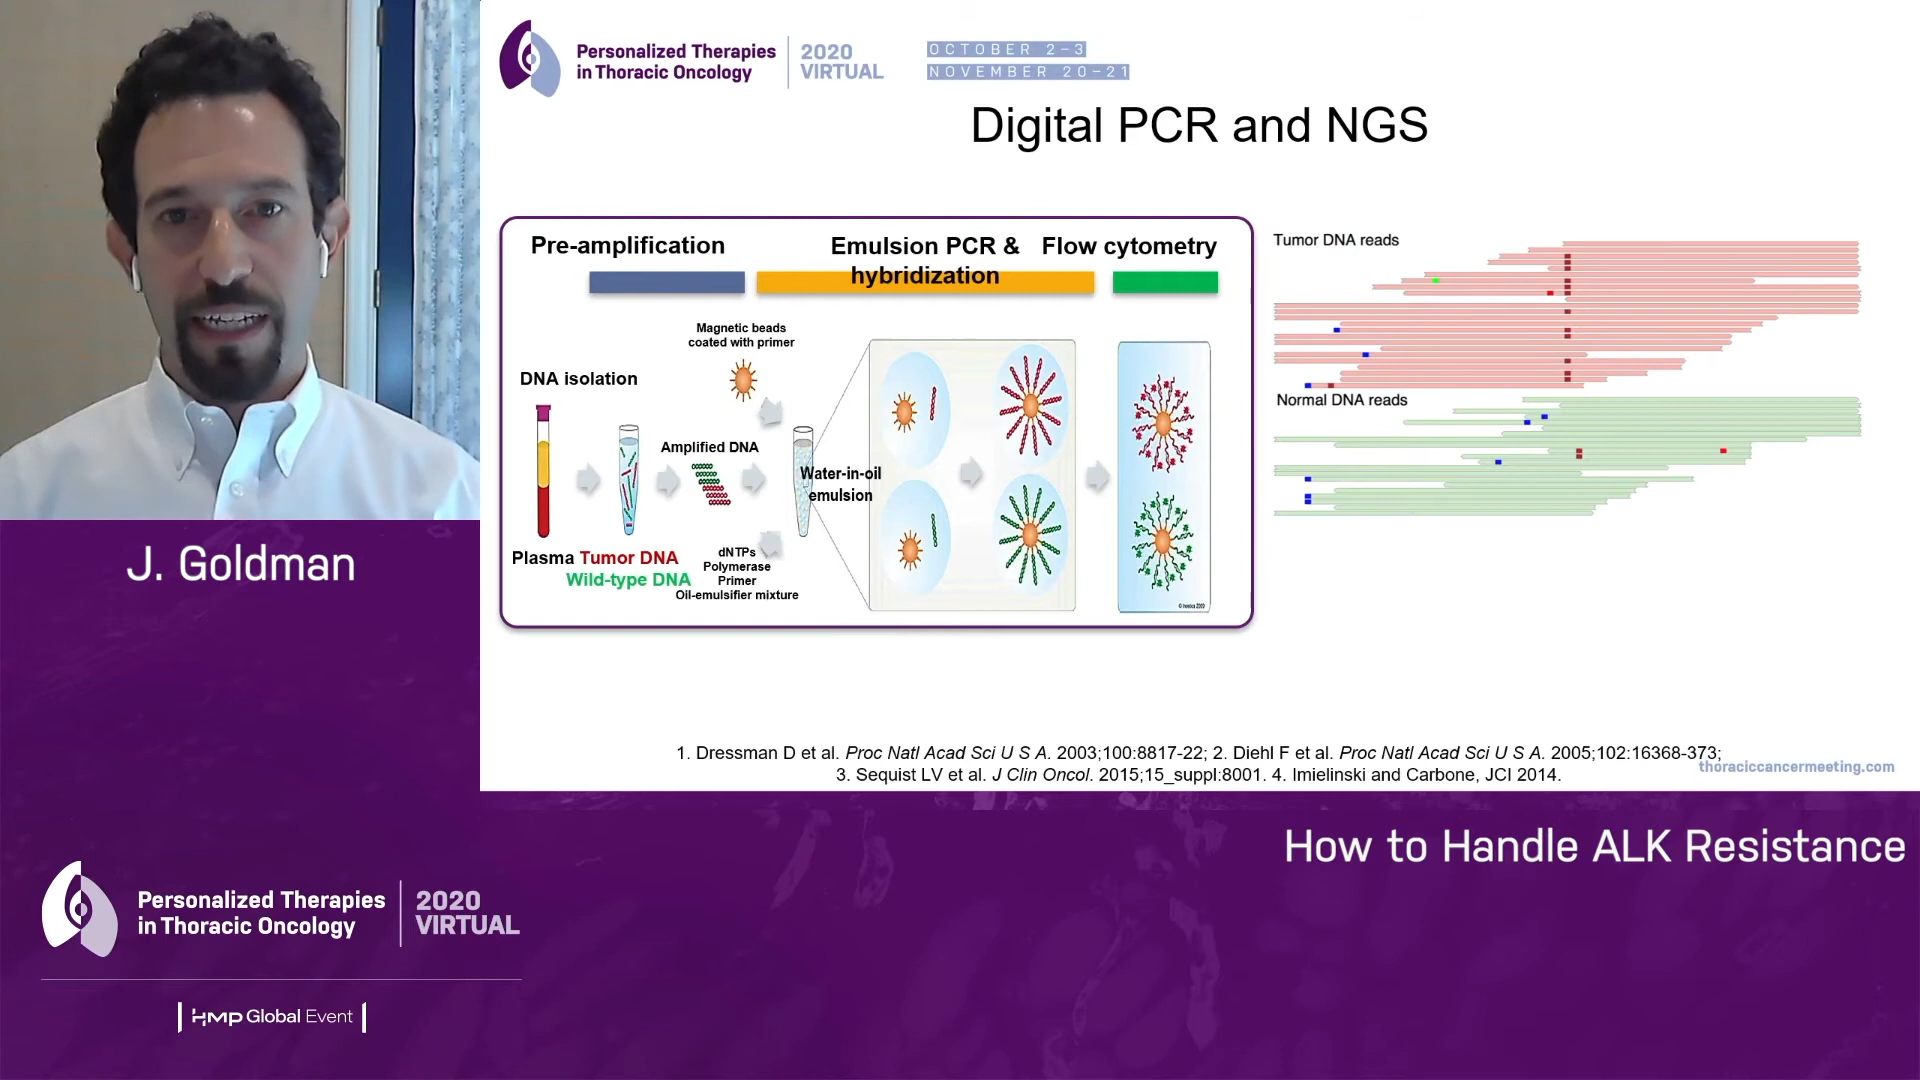 Personalized Therapies
in Thoracic Oncology
2020
VIRTUAL
OCTOBER 2-3
NOVEMBER 20-21
Digital PCR and NGS
Pre-amplification
Emulsion PCR &
hybridization
Flow cytometry
Magnetic beads
coated with primer
DNA isolation
Amplified DNA
Water-in-oil
emulsion
Plasma Tumor DNA
Wild-type DNA
dNTPs
Polymerase
Primer
Oil-emulsifier mixture
Tumor DNA reads
Normal DNA reads
1. Dressman D et al. Proc Natl Acad Sci U S A. 2003;100:8817-22; 2. Diehl F et al. Proc Natl Acad Sci U S A. 2005;102:16368-373;
3. Sequist LV et al. J Clin Oncol. 2015;15_suppl:8001. 4. Imielinski and Carbone, JCI 2014.
thoraciccancermeeting.com
J. Goldman
How to Handle ALK Resistance
Personalized Therapies
in Thoracic Oncology
2020
VIRTUAL
HMP Global Event